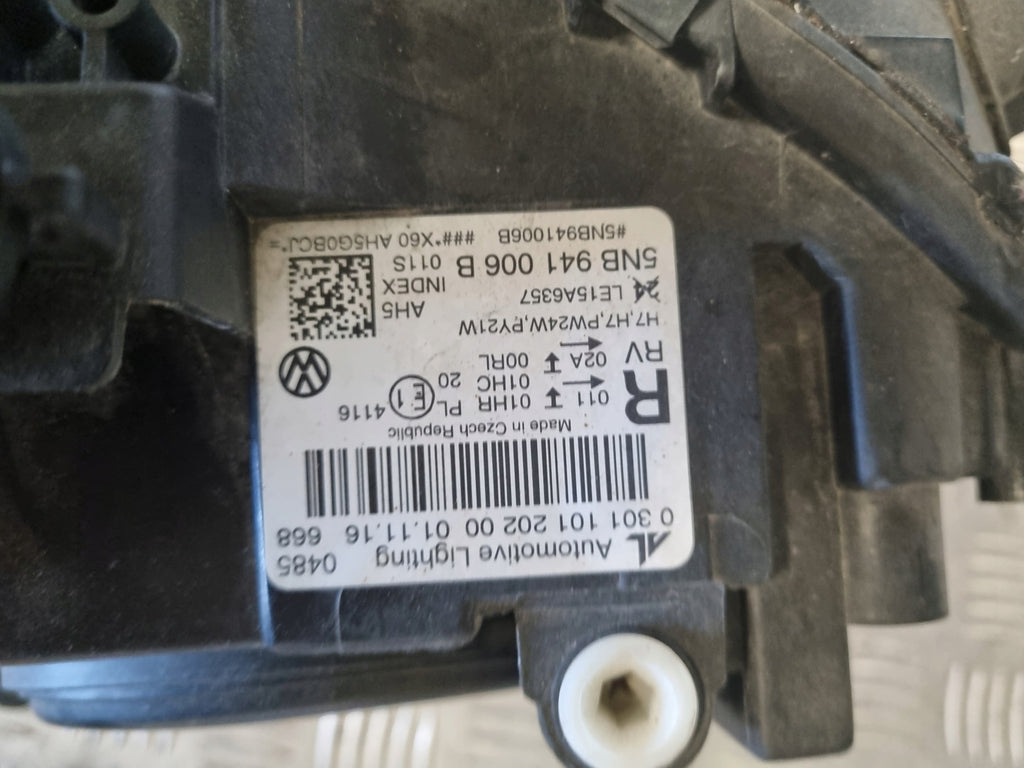 AL Automotive Lighting 0485
0 301 101 202 00 01.11.16 668
Made in Czech Republic
R 011 01HR PL E1 4116
01HC 20
RV 02A 00RL
H7,H7,PW24W,PY21W
24 LE15A6357 AH5
INDEX
5NB 941 006 B 011S
#5NB941006B ###*X60 AH5G0BCJ*=